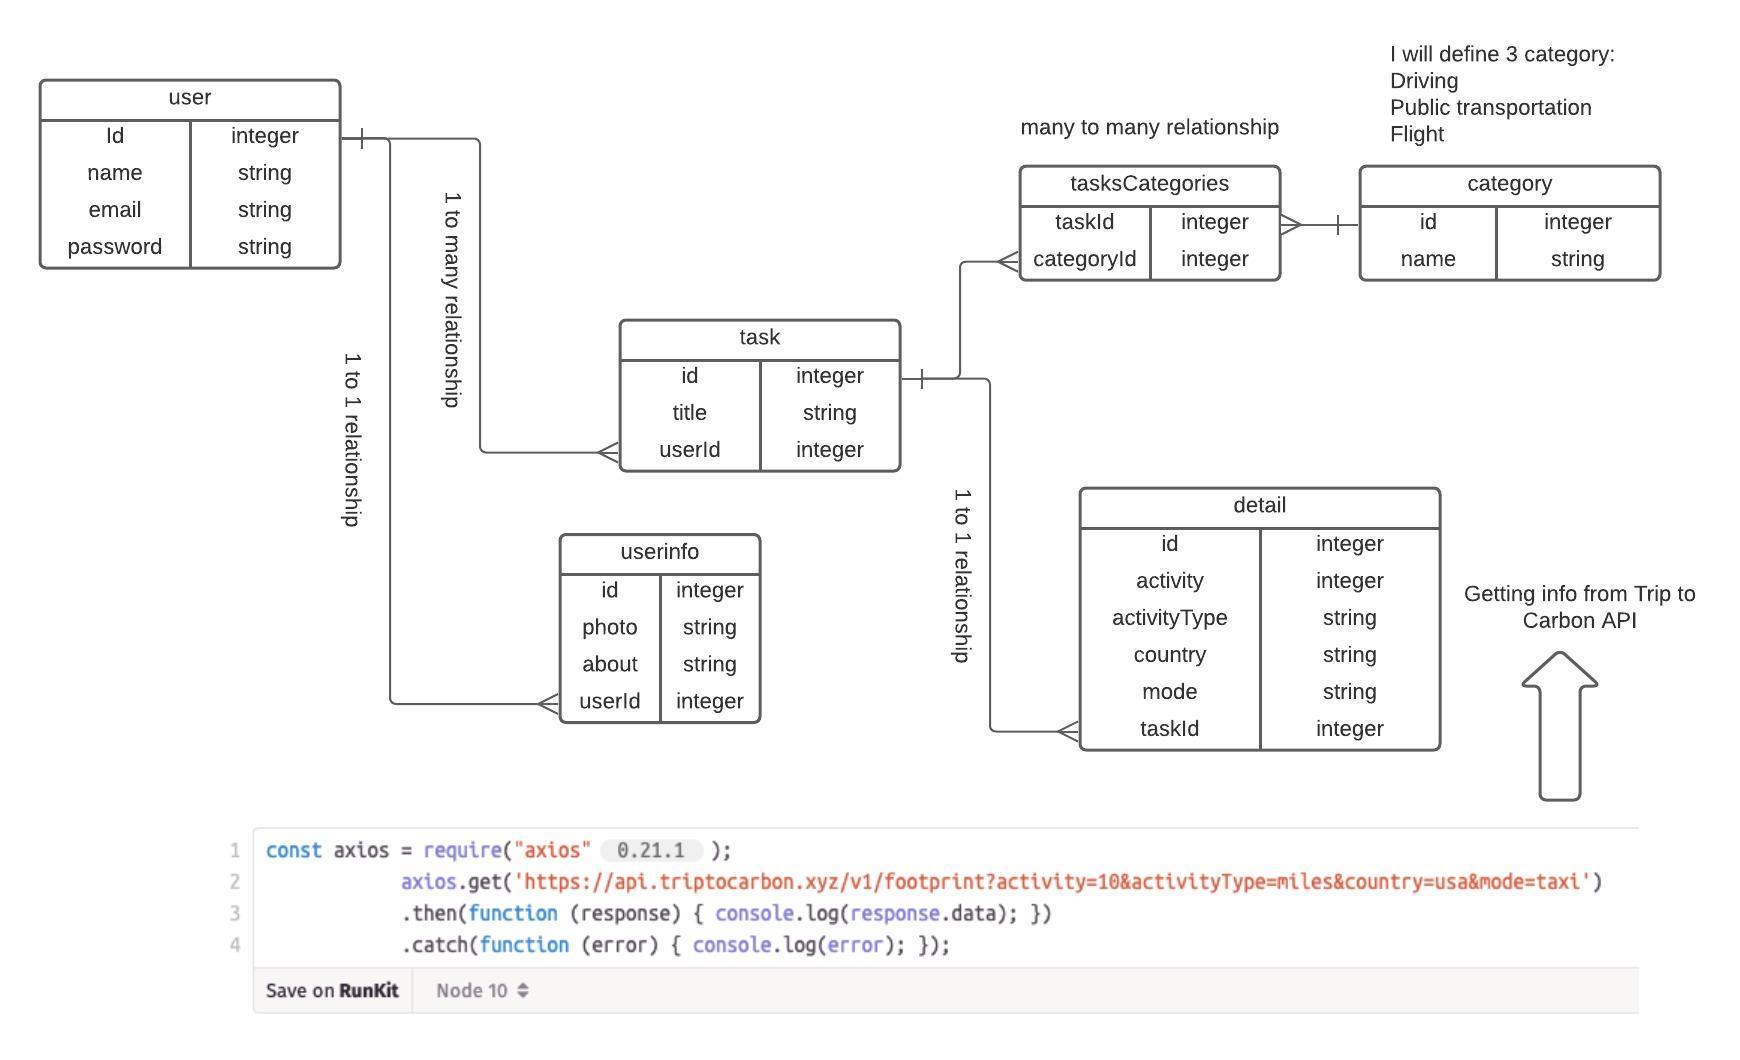 I will define 3 category:
Driving
Public transportation
Flight
user
Id integer
name string
email string
password string
many to many relationship
tasksCategories
taskId integer
categoryId integer
category
id integer
name string
1 to many relationship
1 to 1 relationship
task
id integer
title string
userId integer
userinfo
id integer
photo string
about string
userId integer
1 to 1 relationship
detail
id integer
activity integer
activityType string
country string
mode string
taskId integer
Getting info from Trip to
Carbon API
1 const axios = require("axios" 0.21.1 );
2 axios.get('https://api.triptocarbon.xyz/v1/footprint?activity=10&activityType=miles&country=usa&mode=taxi')
3 .then(function (response) { console.log(response.data); })
4 .catch(function (error) { console.log(error); });
Save on RunKit Node 10